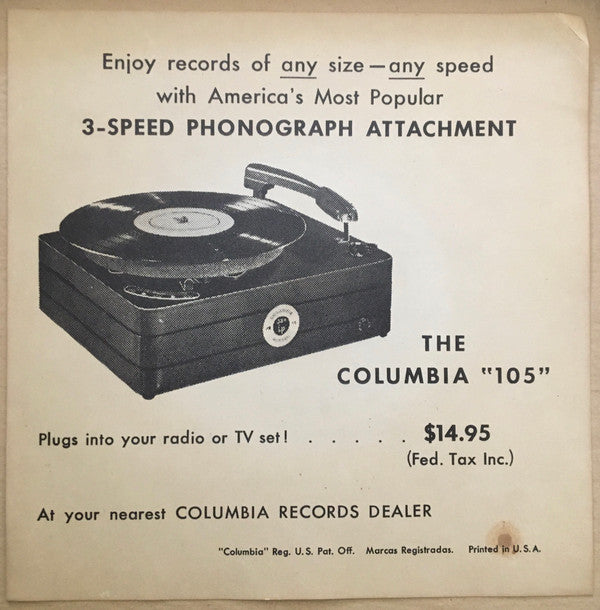 Enjoy records of any size—any speed
with America's Most Popular
3-SPEED PHONOGRAPH ATTACHMENT
THE
COLUMBIA "105"
Plugs into your radio or TV set! . . . . . $14.95
(Fed. Tax Inc.)
At your nearest COLUMBIA RECORDS DEALER
"Columbia" Reg. U.S. Pat. Off. Marcas Registradas. Printed in U.S.A.